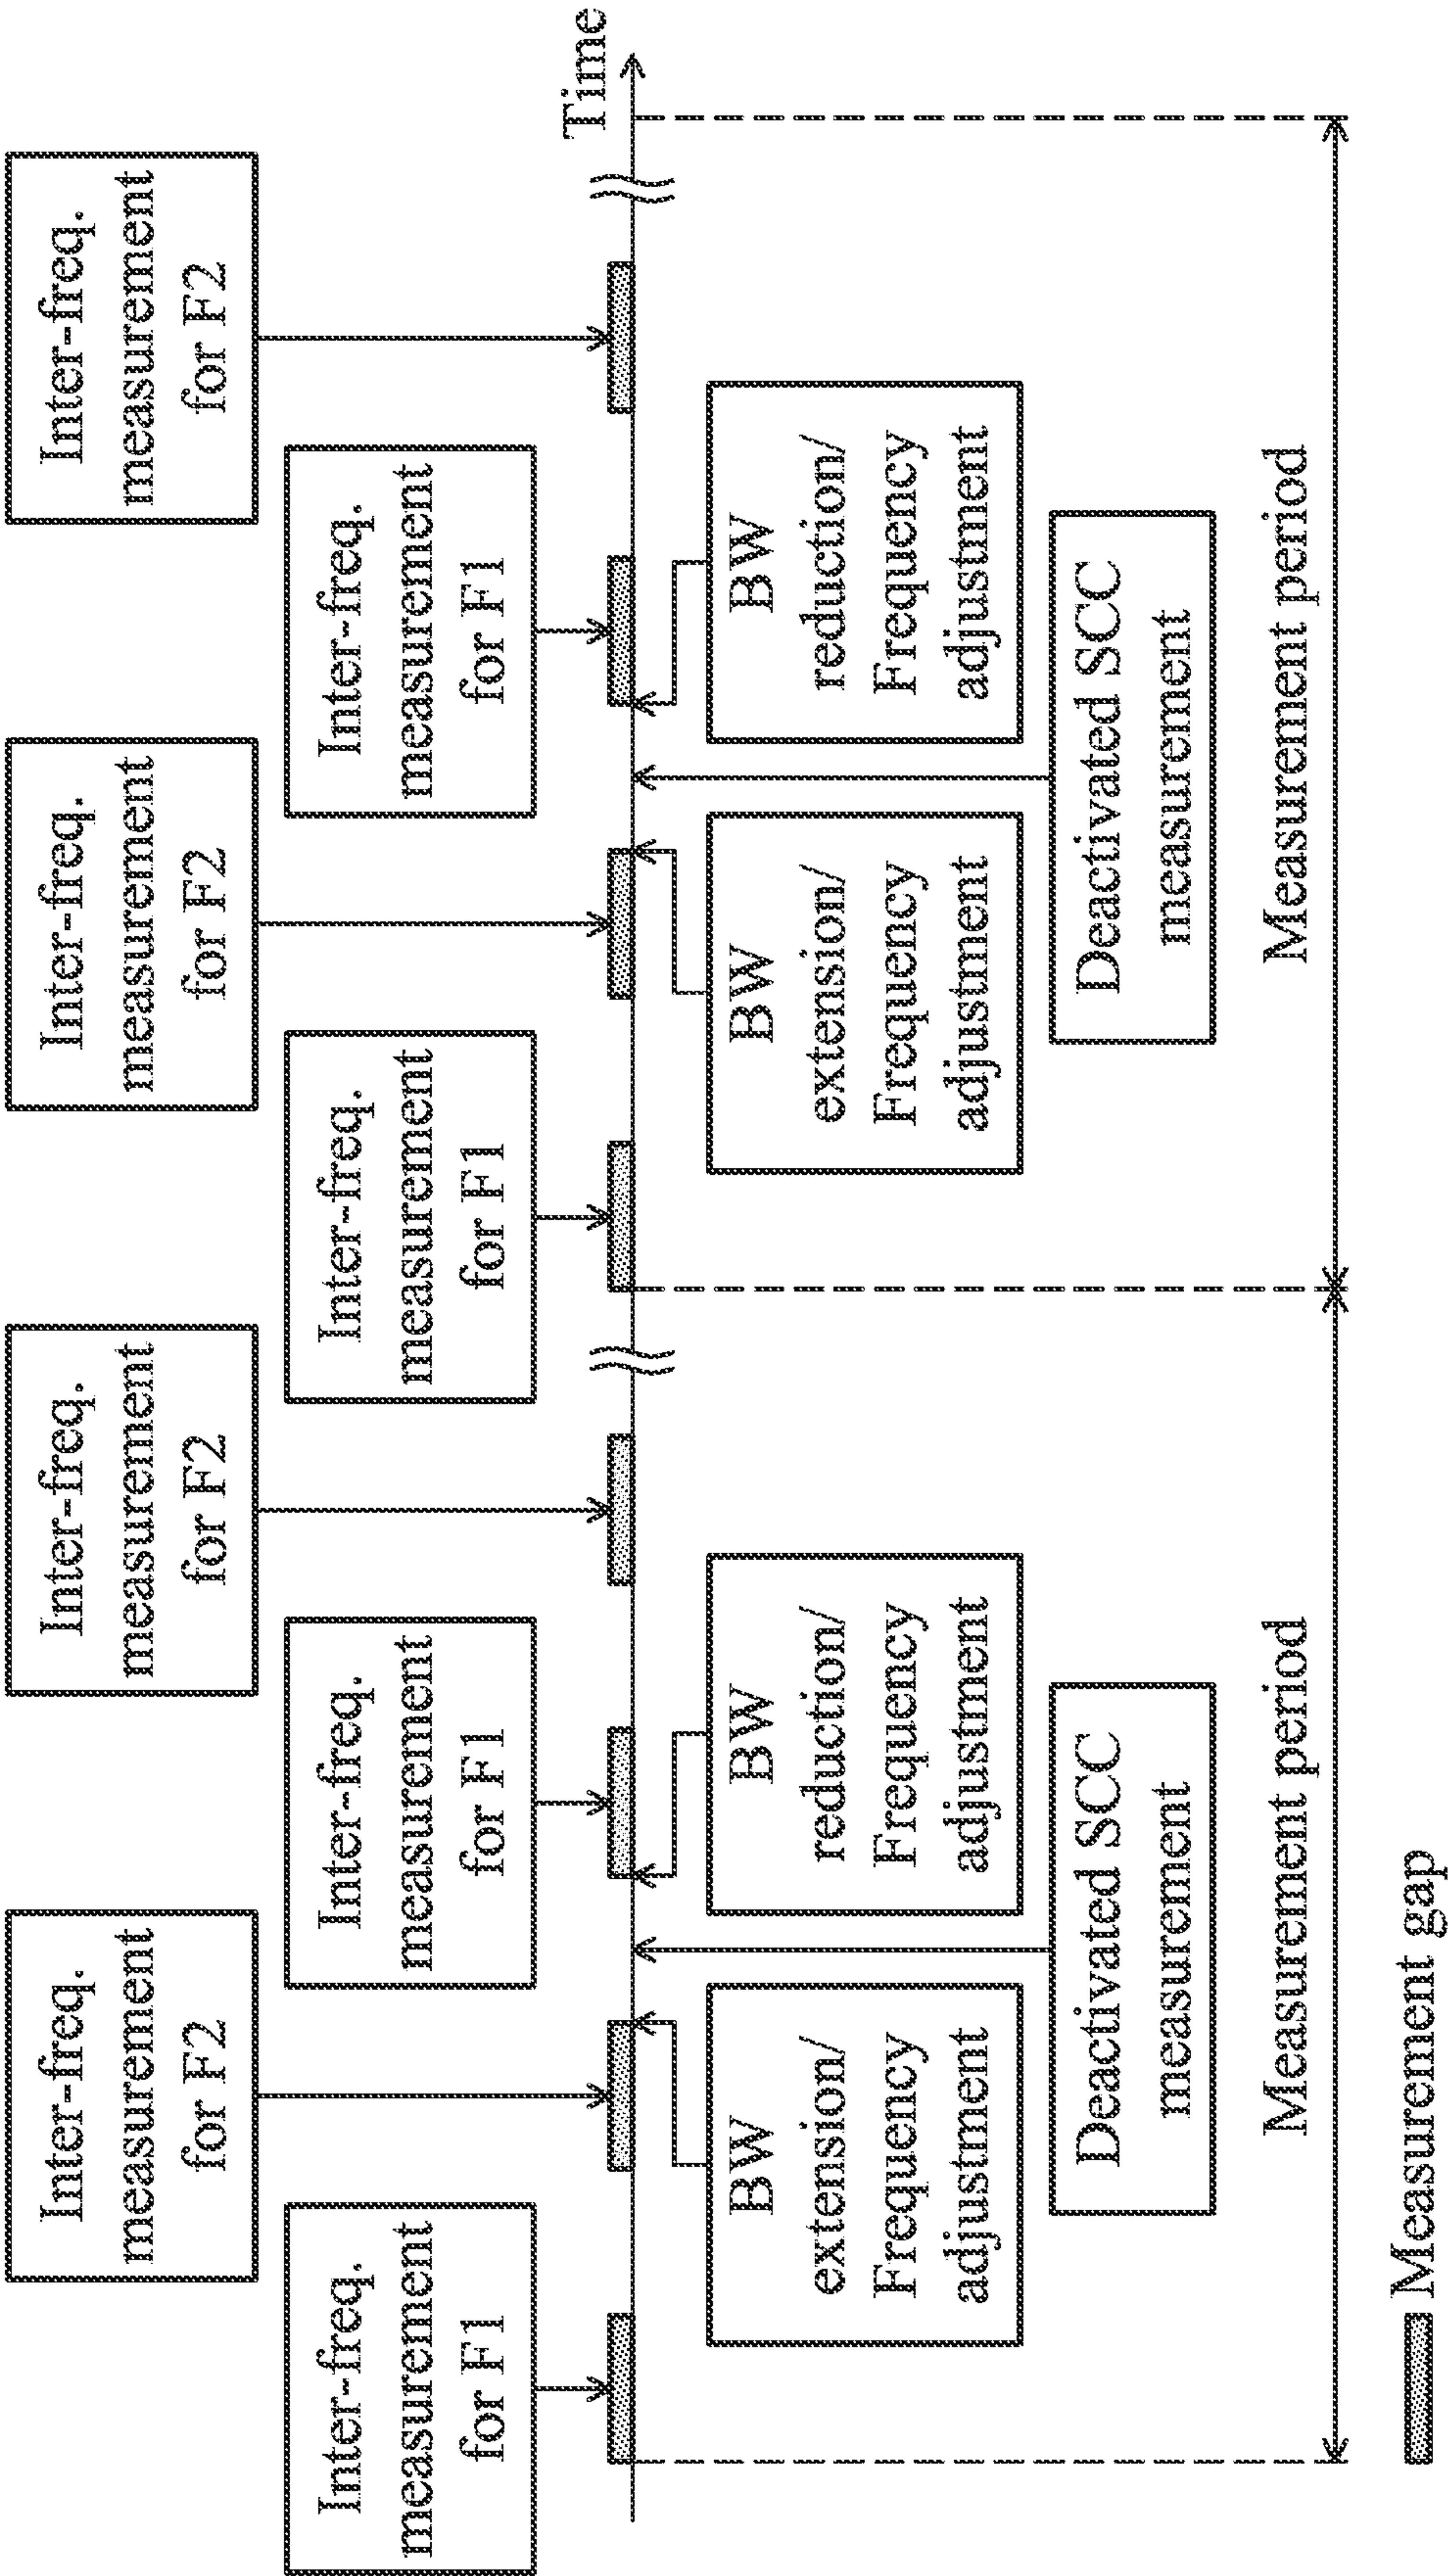 Inter-freq.
measurement
for F2
Inter-freq.
measurement
for F2
Inter-freq.
measurement
for F2
Inter-freq.
measurement
for F2
Inter-freq.
measurement
for F1
Inter-freq.
measurement
for F1
Inter-freq.
measurement
for F1
Inter-freq.
measurement
for F1
Time
BW
extension/
Frequency
adjustment
BW
reduction/
Frequency
adjustment
BW
extension/
Frequency
adjustment
BW
reduction/
Frequency
adjustment
Deactivated SCC
measurement
Deactivated SCC
measurement
Measurement period
Measurement period
Measurement gap